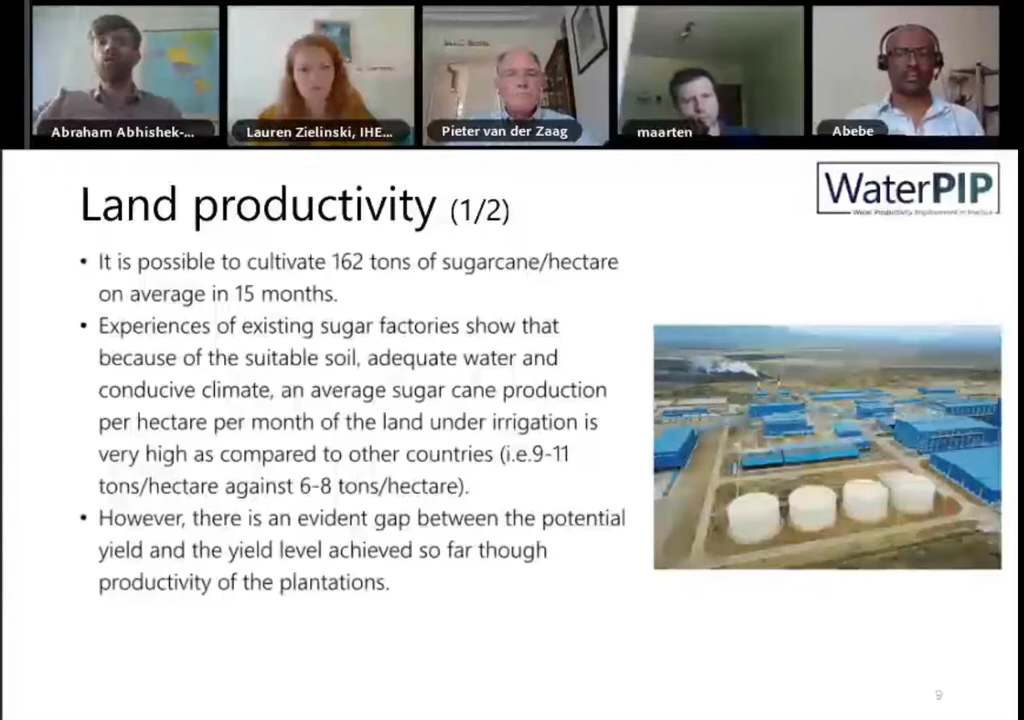 Abraham Abhishek-...
Lauren Zielinski, IHE...
Pieter van der Zaag
maarten
Abebe
WaterPIP
Water Productivity Improvement in Practice
Land productivity (1/2)
• It is possible to cultivate 162 tons of sugarcane/hectare
on average in 15 months.
• Experiences of existing sugar factories show that
because of the suitable soil, adequate water and
conducive climate, an average sugar cane production
per hectare per month of the land under irrigation is
very high as compared to other countries (i.e.9-11
tons/hectare against 6-8 tons/hectare).
• However, there is an evident gap between the potential
yield and the yield level achieved so far though
productivity of the plantations.
9